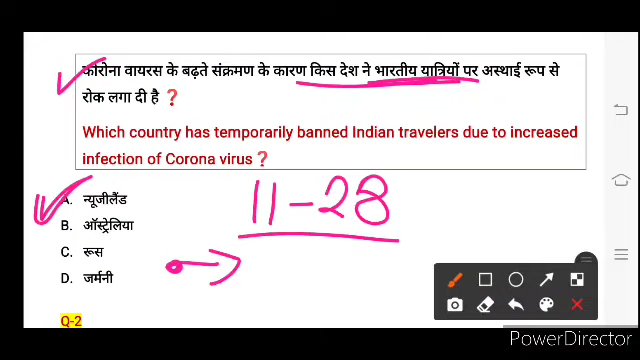 कोरोना वायरस के बढ़ते संक्रमण के कारण किस देश ने भारतीय यात्रियों पर अस्थाई रूप से
रोक लगा दी है ?
Which country has temporarily banned Indian travelers due to increased
infection of Corona virus ?
A. न्यूजीलैंड
11-28
B. ऑस्ट्रेलिया
C. रूस
D. जर्मनी
Q-2
PowerDirector